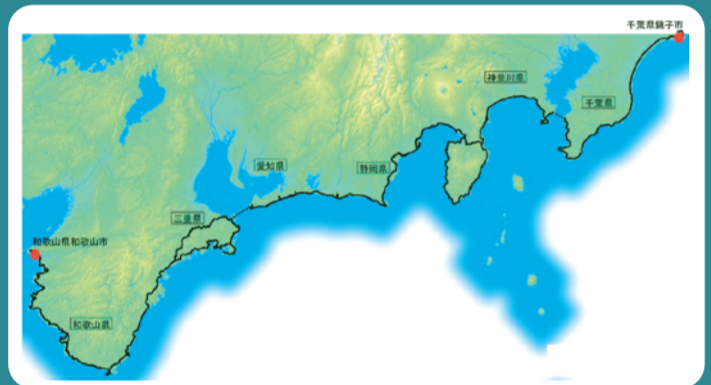 千葉県銚子市
神奈川県
千葉県
愛知県
静岡県
三重県
和歌山県和歌山市
和歌山県